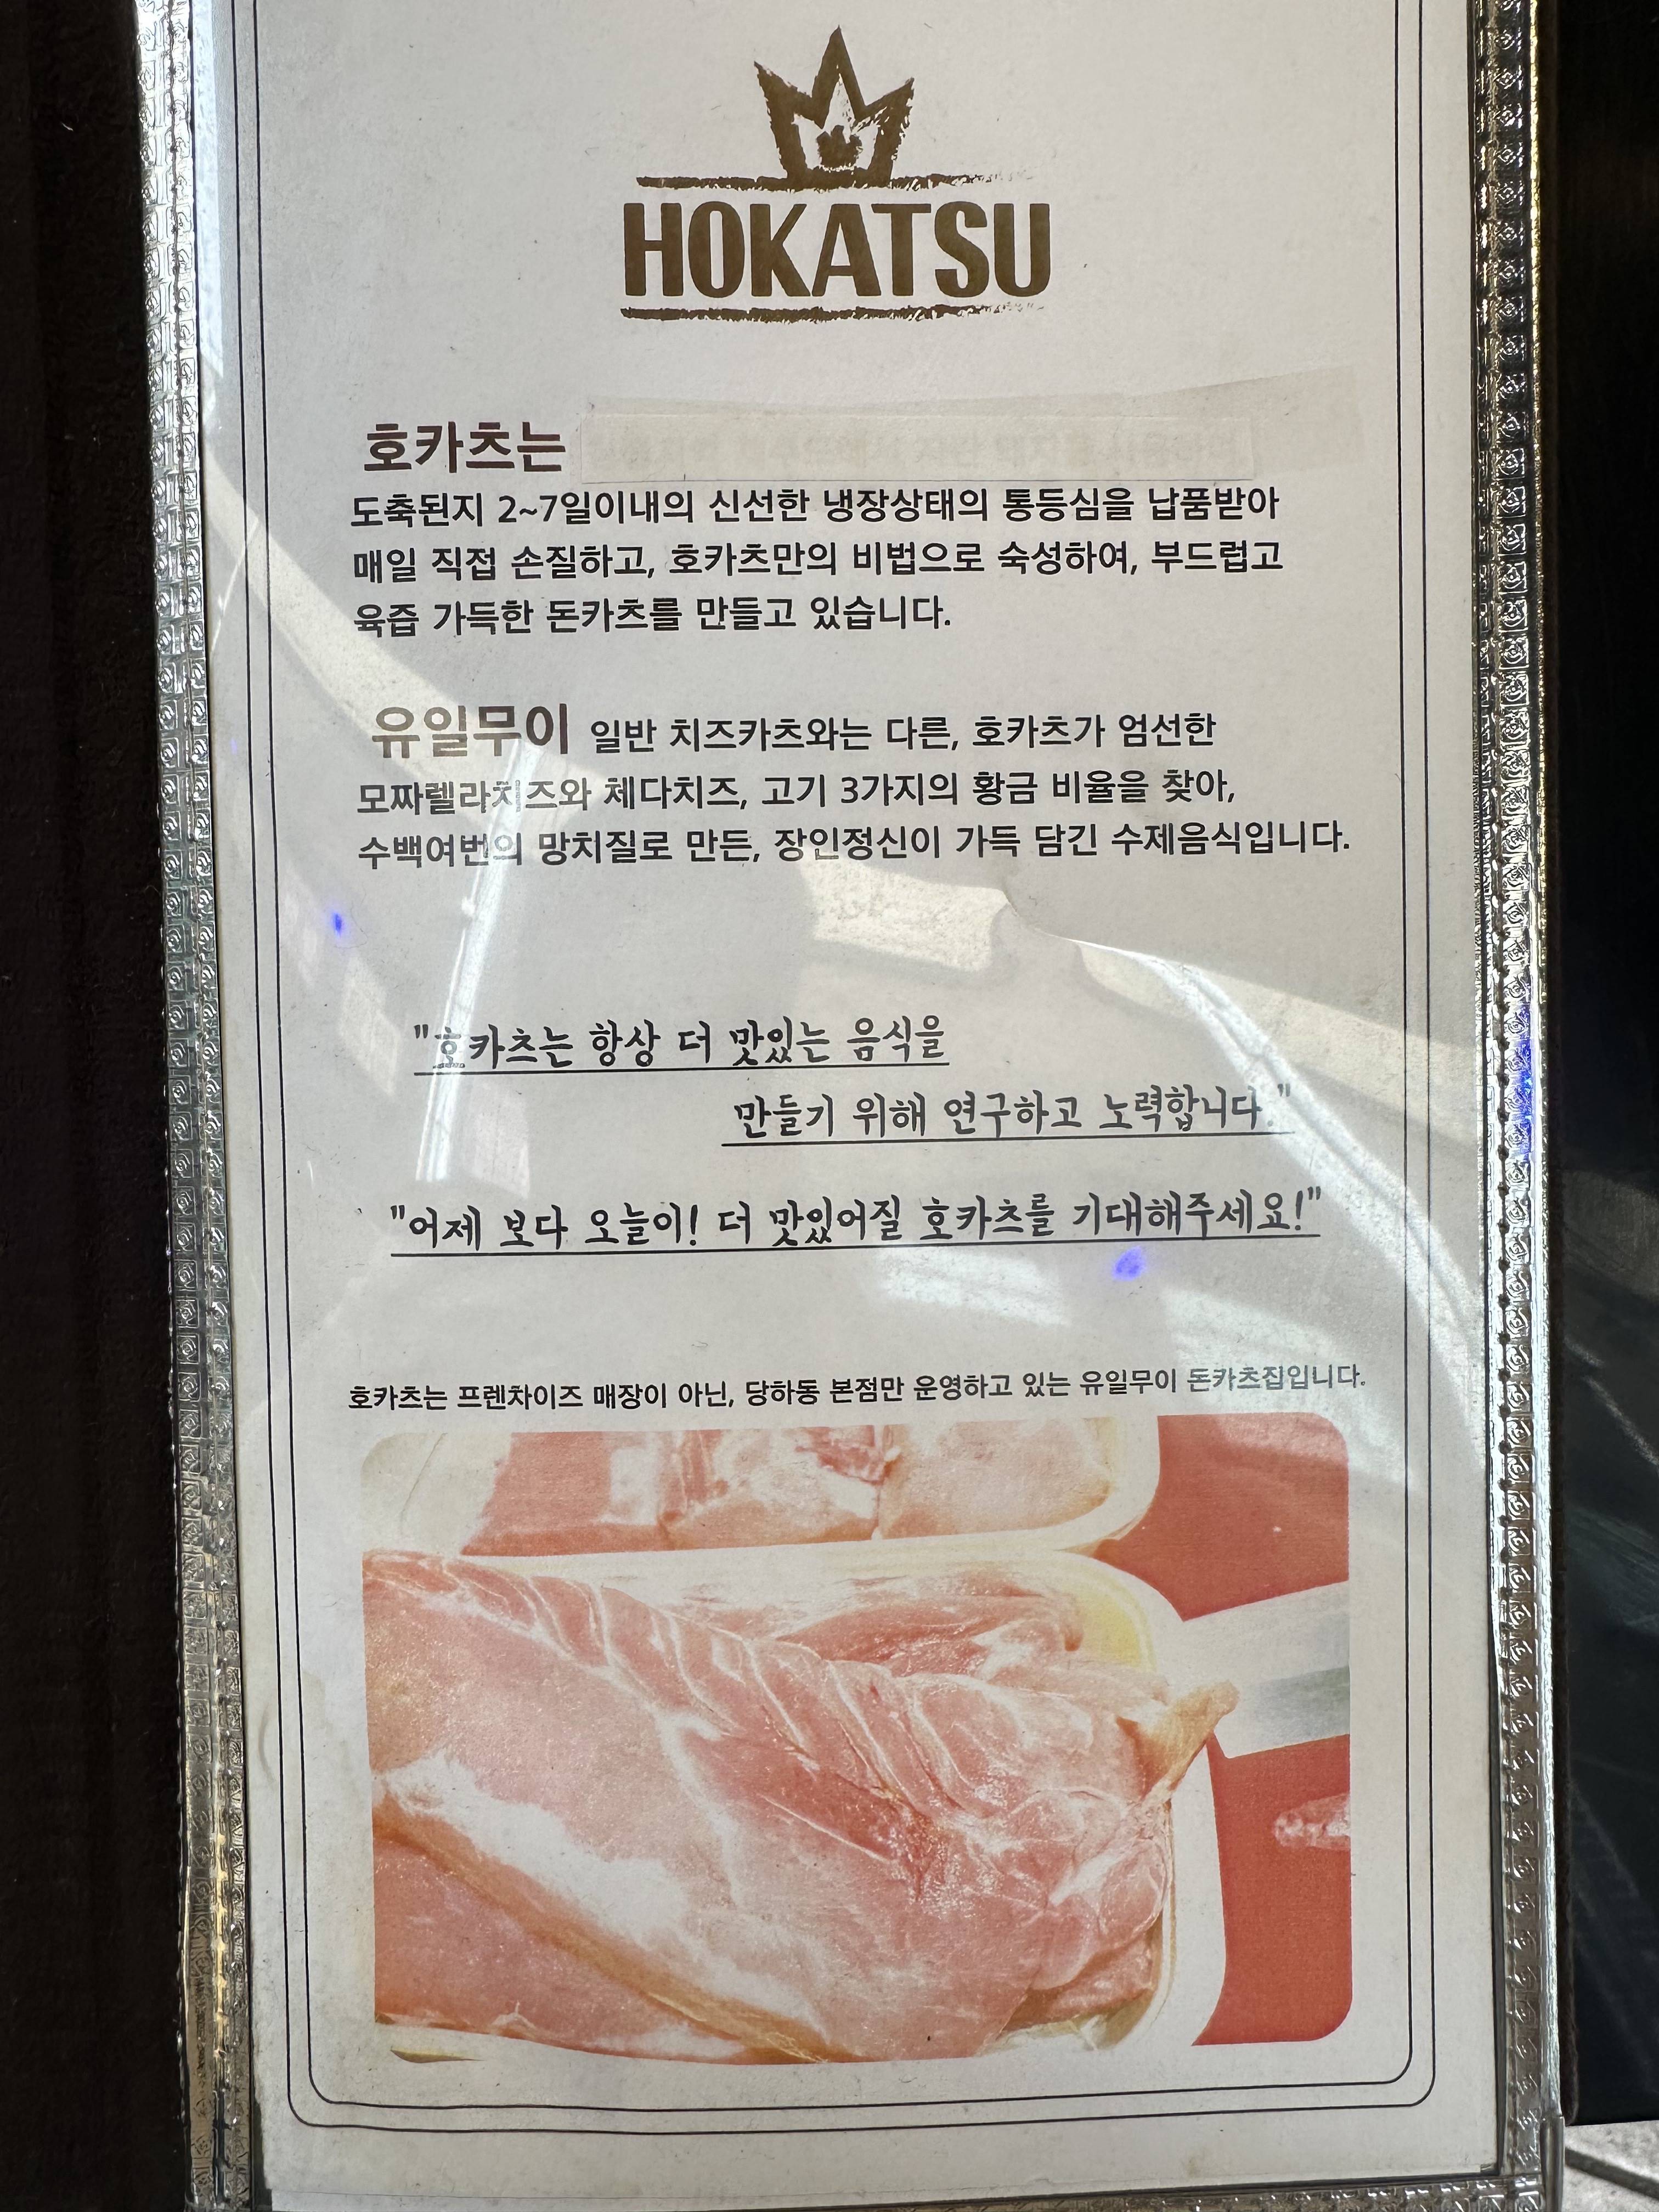 HOKATSU
호카츠는
도축된지 2~7일이내의 신선한 냉장상태의 통등심을 납품받아
매일 직접 손질하고, 호카츠만의 비법으로 숙성하여, 부드럽고
육즙 가득한 돈카츠를 만들고 있습니다.
유일무이 일반 치즈카츠와는 다른, 호카츠가 엄선한
모짜렐라치즈와 체다치즈, 고기 3가지의 황금 비율을 찾아,
수백여번의 망치질로 만든, 장인정신이 가득 담긴 수제음식입니다.
"호카츠는 항상 더 맛있는 음식을
만들기 위해 연구하고 노력합니다."
"어제 보다 오늘이! 더 맛있어질 호카츠를 기대해주세요!"
호카츠는 프렌차이즈 매장이 아닌, 당하동 본점만 운영하고 있는 유일무이 돈카츠집입니다.